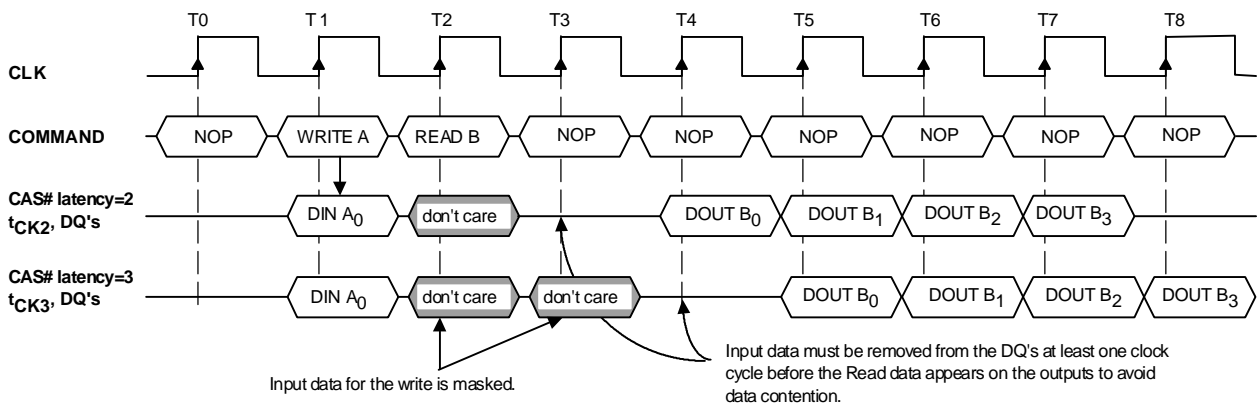 T0 T1 T2 T3 T4 T5 T6 T7 T8
CLK
COMMAND NOP WRITE A READ B NOP NOP NOP NOP NOP NOP
CAS# latency=2
tCK2, DQ's DIN A0 don't care DOUT B0 DOUT B1 DOUT B2 DOUT B3
CAS# latency=3
tCK3, DQ's DIN A0 don't care don't care DOUT B0 DOUT B1 DOUT B2 DOUT B3
Input data for the write is masked.
Input data must be removed from the DQ's at least one clock
cycle before the Read data appears on the outputs to avoid
data contention.